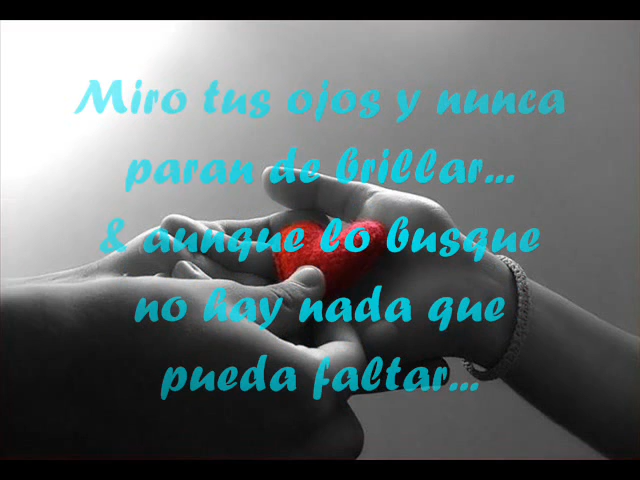 Miro tus ojos y nunca
paran de brillar...
& aunque lo busque
no hay nada que
pueda faltar...